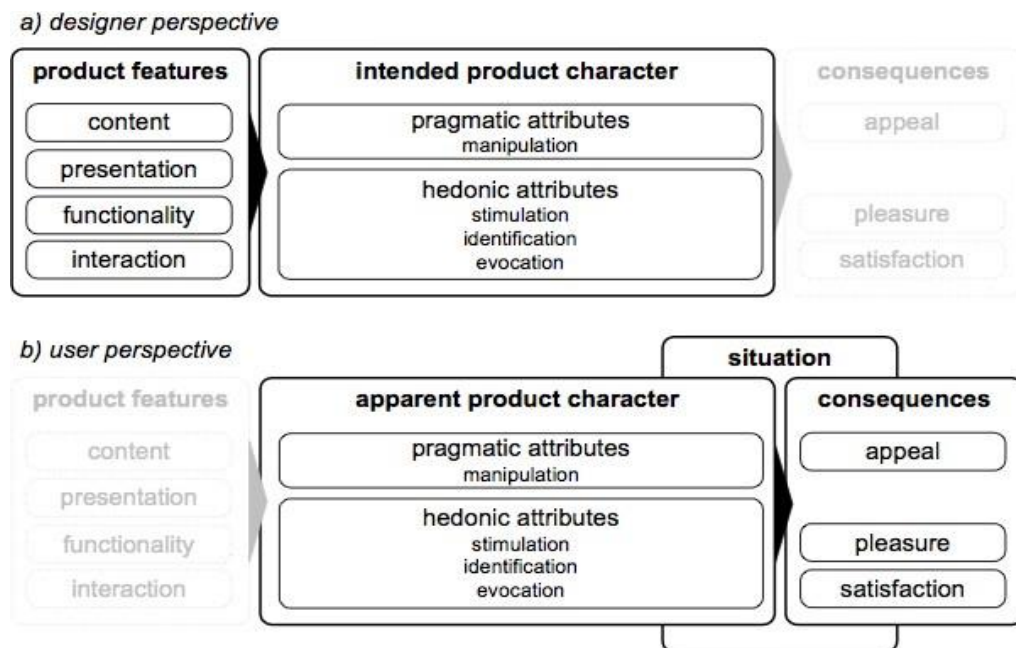 a) designer perspective
product features
content
presentation
functionality
interaction
intended product character
pragmatic attributes
manipulation
hedonic attributes
stimulation
identification
evocation
consequences
appeal
pleasure
satisfaction
b) user perspective
situation
product features
content
presentation
functionality
interaction
apparent product character
pragmatic attributes
manipulation
hedonic attributes
stimulation
identification
evocation
consequences
appeal
pleasure
satisfaction